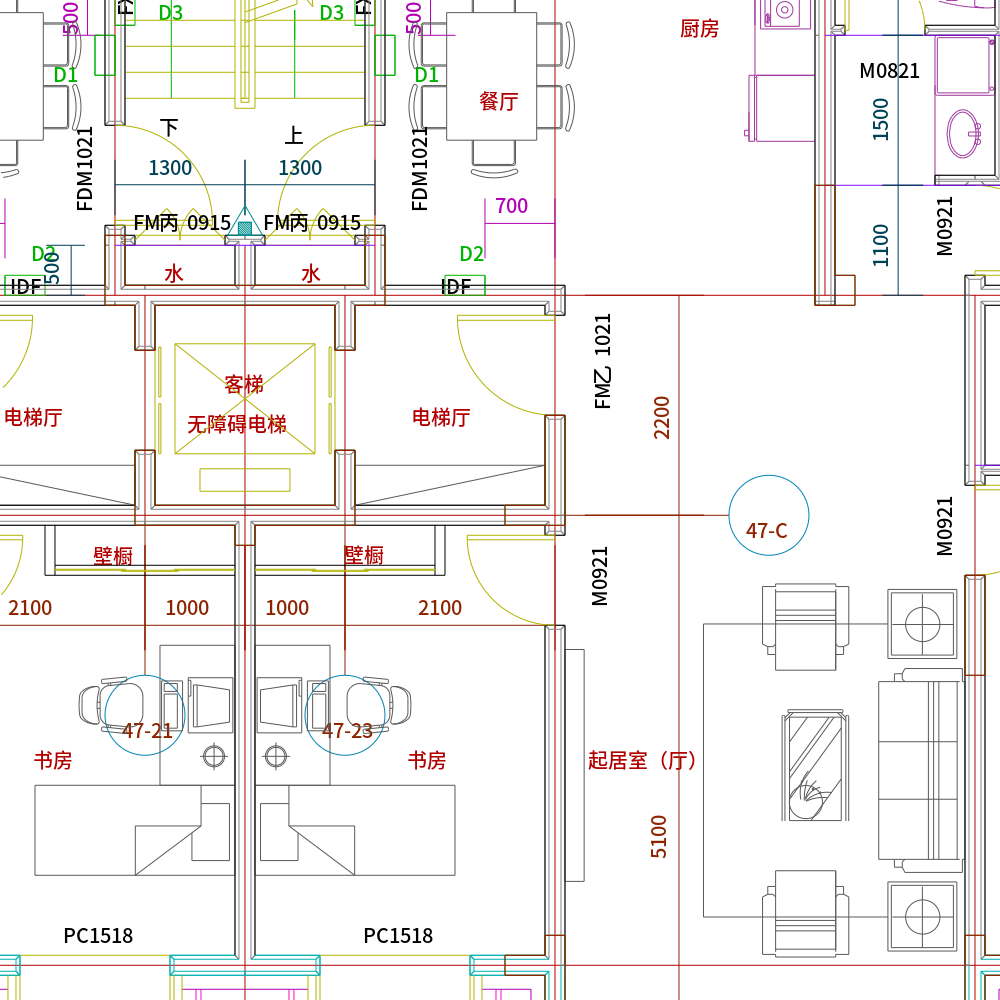 500
D3
D3
500
厨房
D1
D1
M0821
餐厅
下
上
1500
FDM1021
FDM1021
1300
1300
700
FM丙 0915
FM丙 0915
M0921
1100
D2
D2
500
水
水
IDF
IDF
FM乙 1021
客梯
电梯厅
无障碍电梯
电梯厅
2200
47-C
M0921
壁橱
壁橱
M0921
2100
1000
1000
2100
47-21
47-23
书房
书房
起居室（厅）
5100
PC1518
PC1518